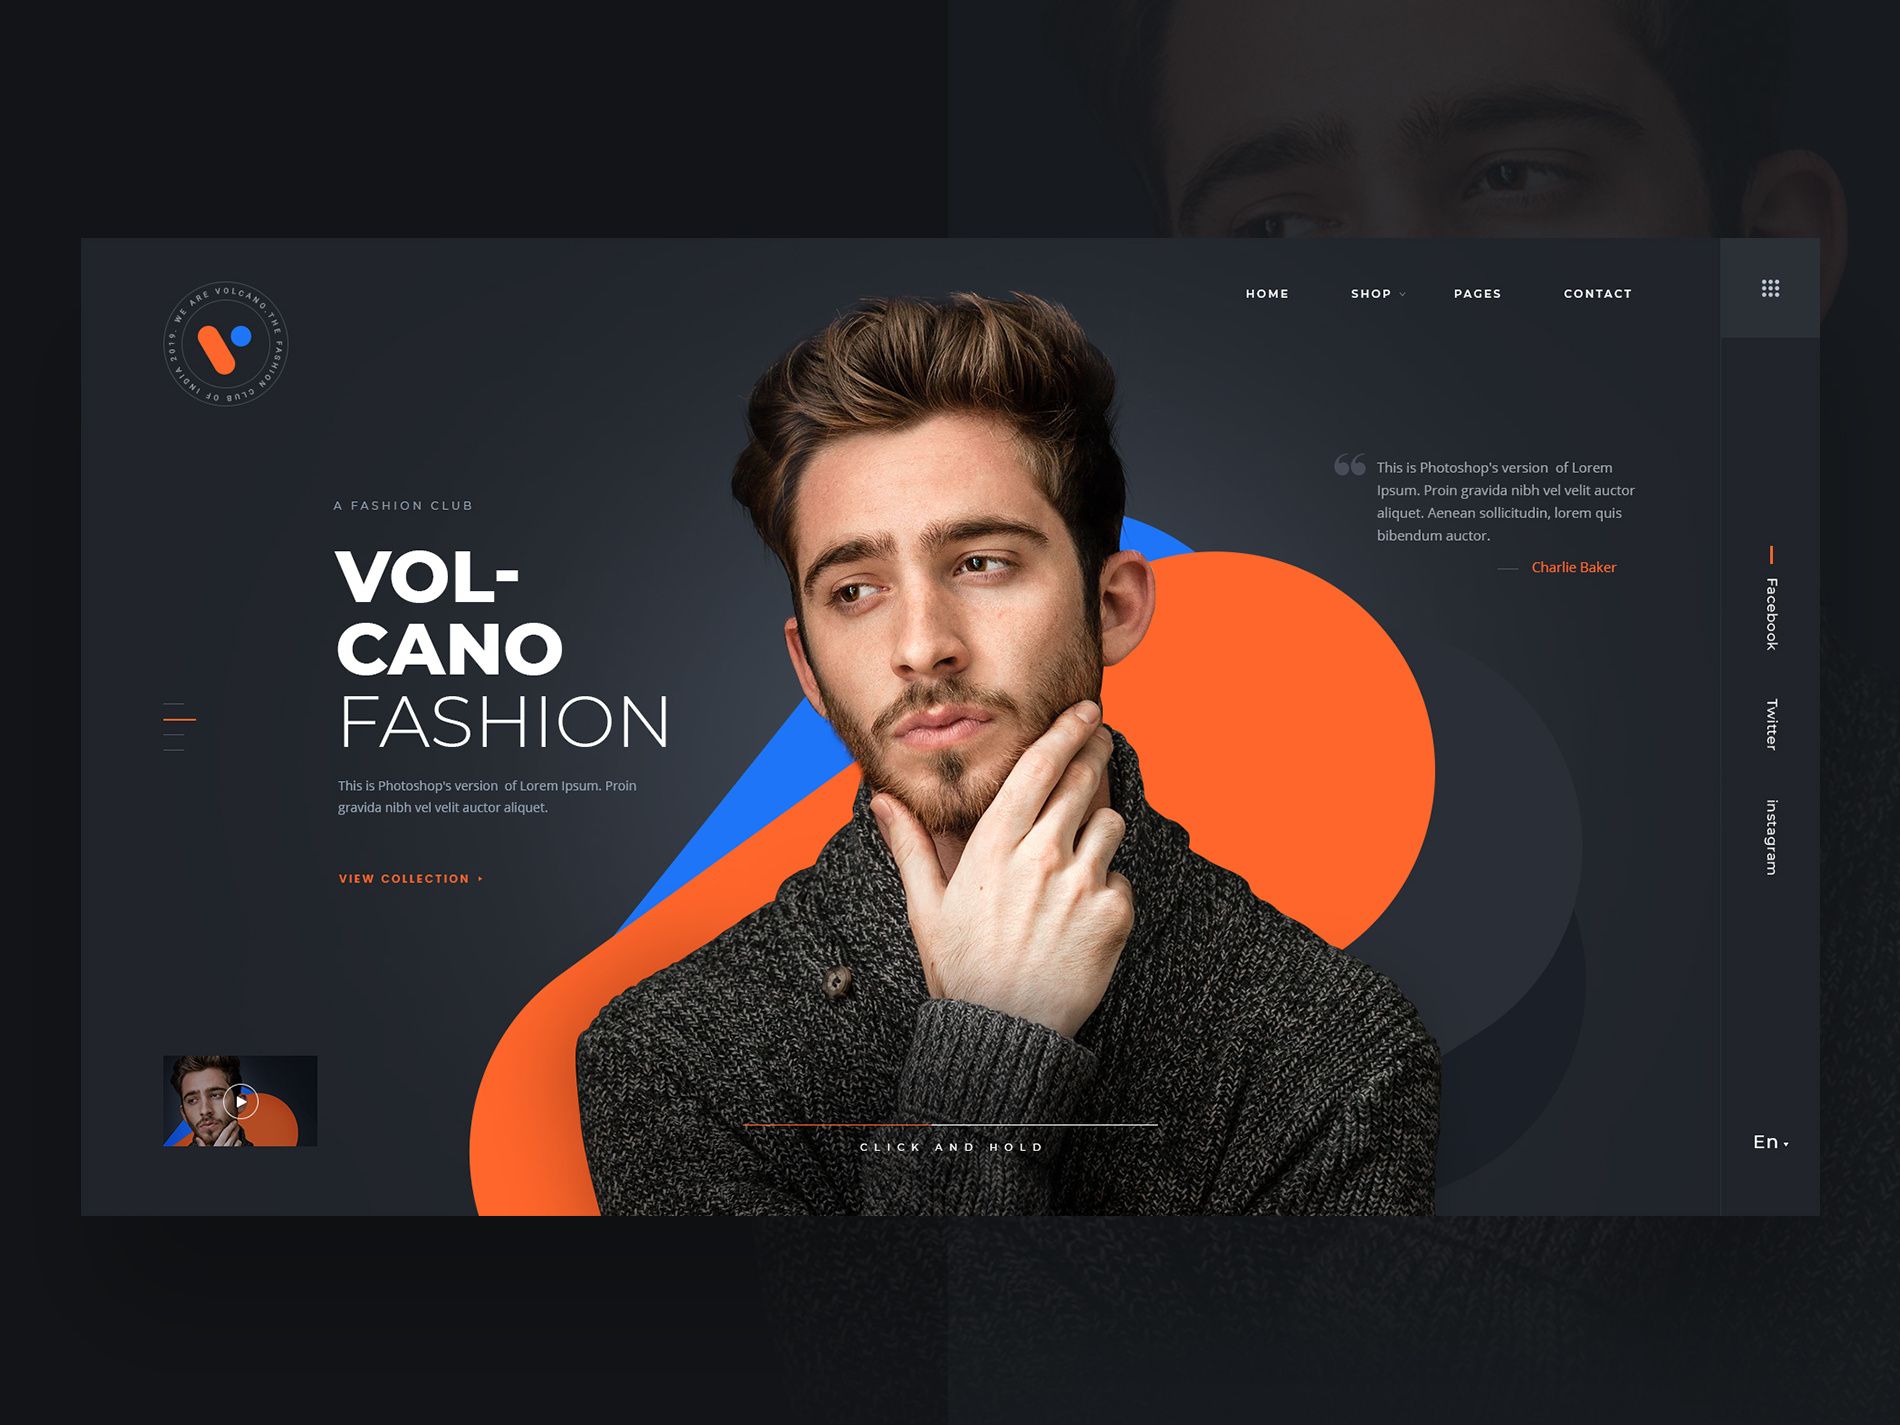 WE ARE VOLCANO. THE FASHION CLUB OF INDIA 2019.
HOME
SHOP
PAGES
CONTACT
A FASHION CLUB
VOL-
CANO
FASHION
This is Photoshop's version of Lorem Ipsum. Proin
gravida nibh vel velit auctor aliquet.
VIEW COLLECTION
This is Photoshop's version of Lorem
Ipsum. Proin gravida nibh vel velit auctor
aliquet. Aenean sollicitudin, lorem quis
bibendum auctor.
Charlie Baker
Facebook
Twitter
instagram
CLICK AND HOLD
En